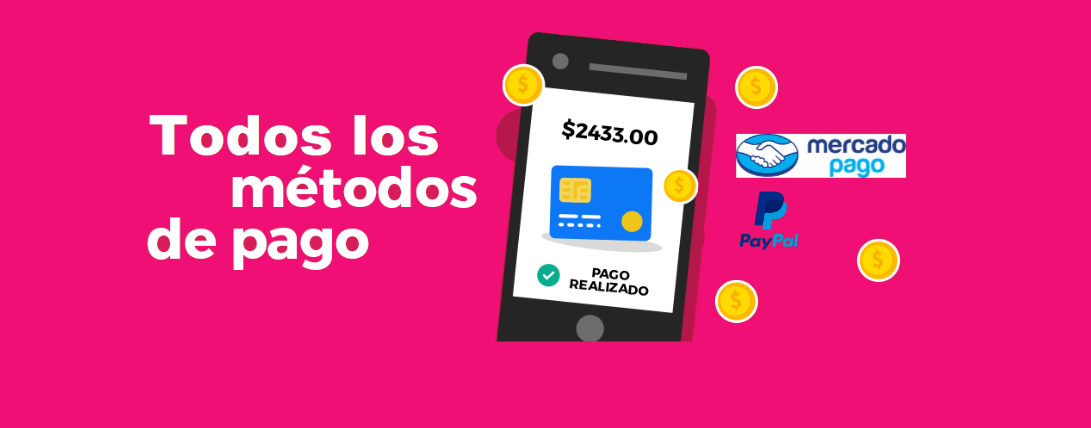 Todos los
métodos
de pago
$2433.00
PAGO
REALIZADO
mercado
pago
PayPal